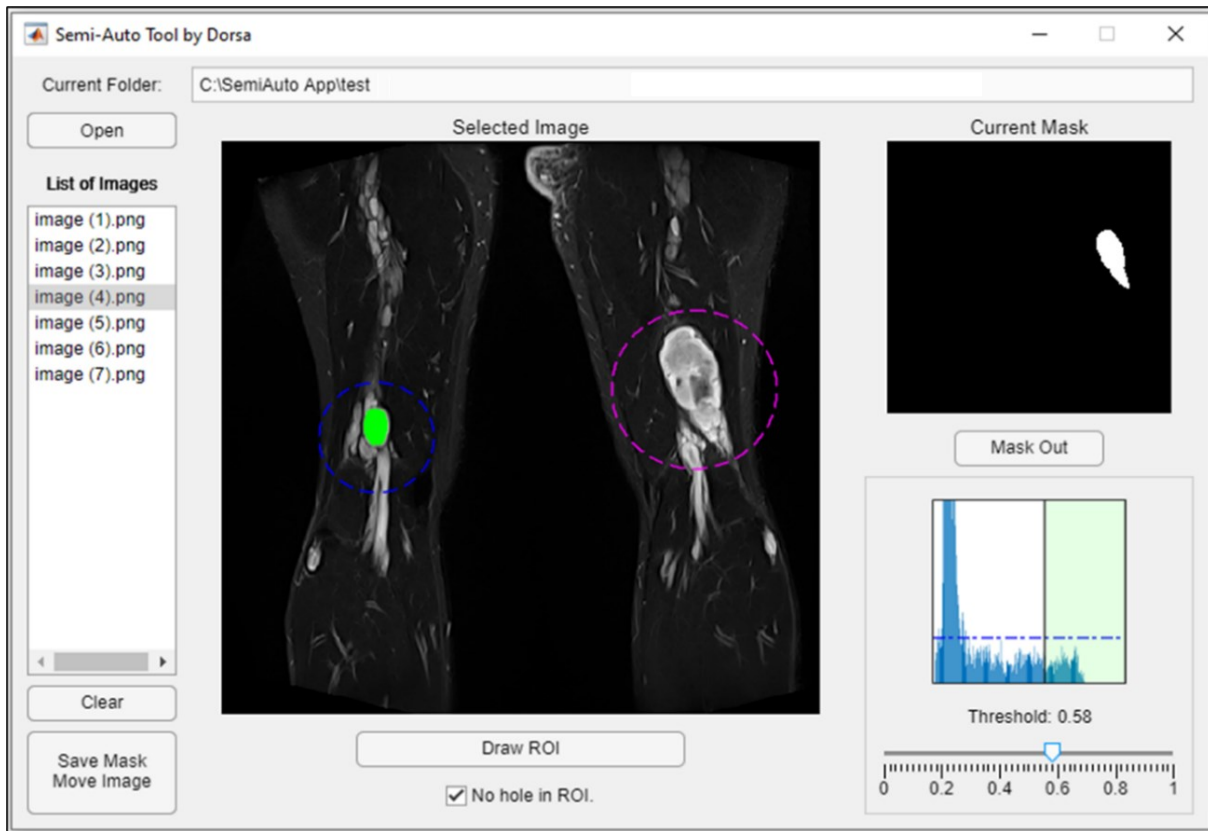 Semi-Auto Tool by Dorsa
Current Folder:
C:\SemiAuto App\test
Open
List of Images
image (1).png
image (2).png
image (3).png
image (4).png
image (5).png
image (6).png
image (7).png
Clear
Save Mask
Move Image
Selected Image
Draw ROI
No hole in ROI.
Current Mask
Mask Out
Threshold: 0.58
0 0.2 0.4 0.6 0.8 1